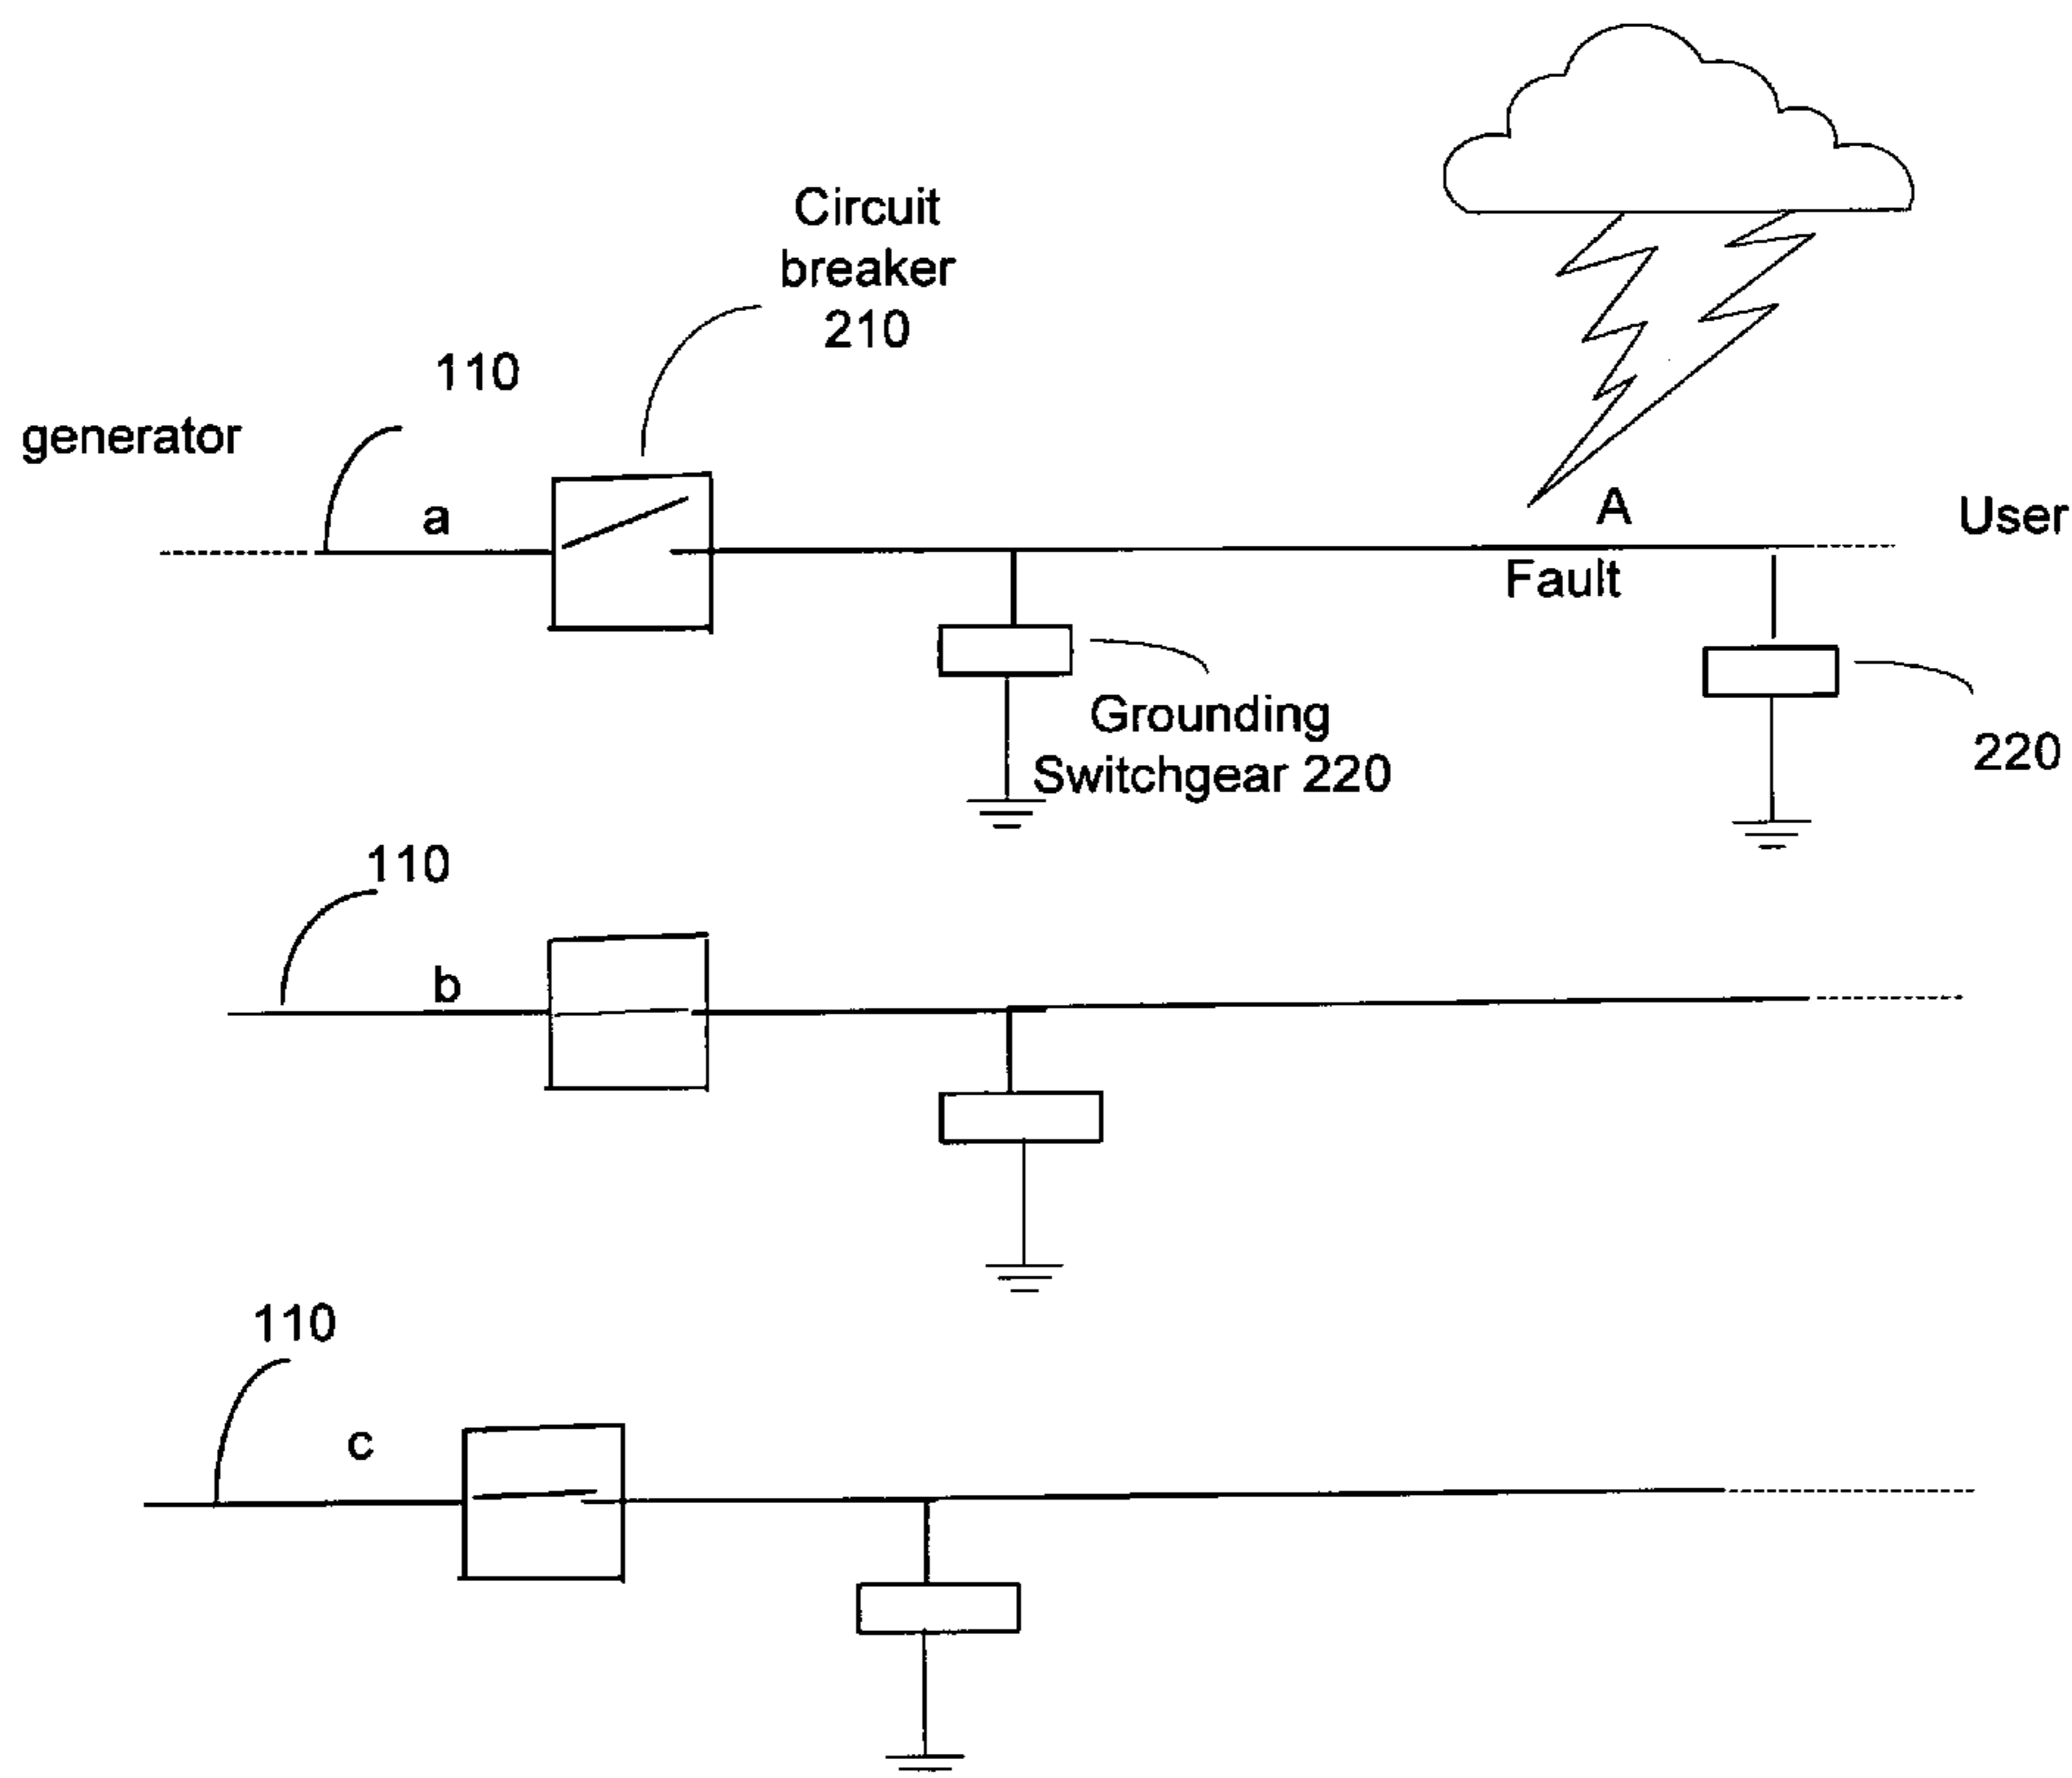 Circuit
breaker
210
110
generator
a
A
User
Fault
Grounding
Switchgear 220
220
110
b
110
c